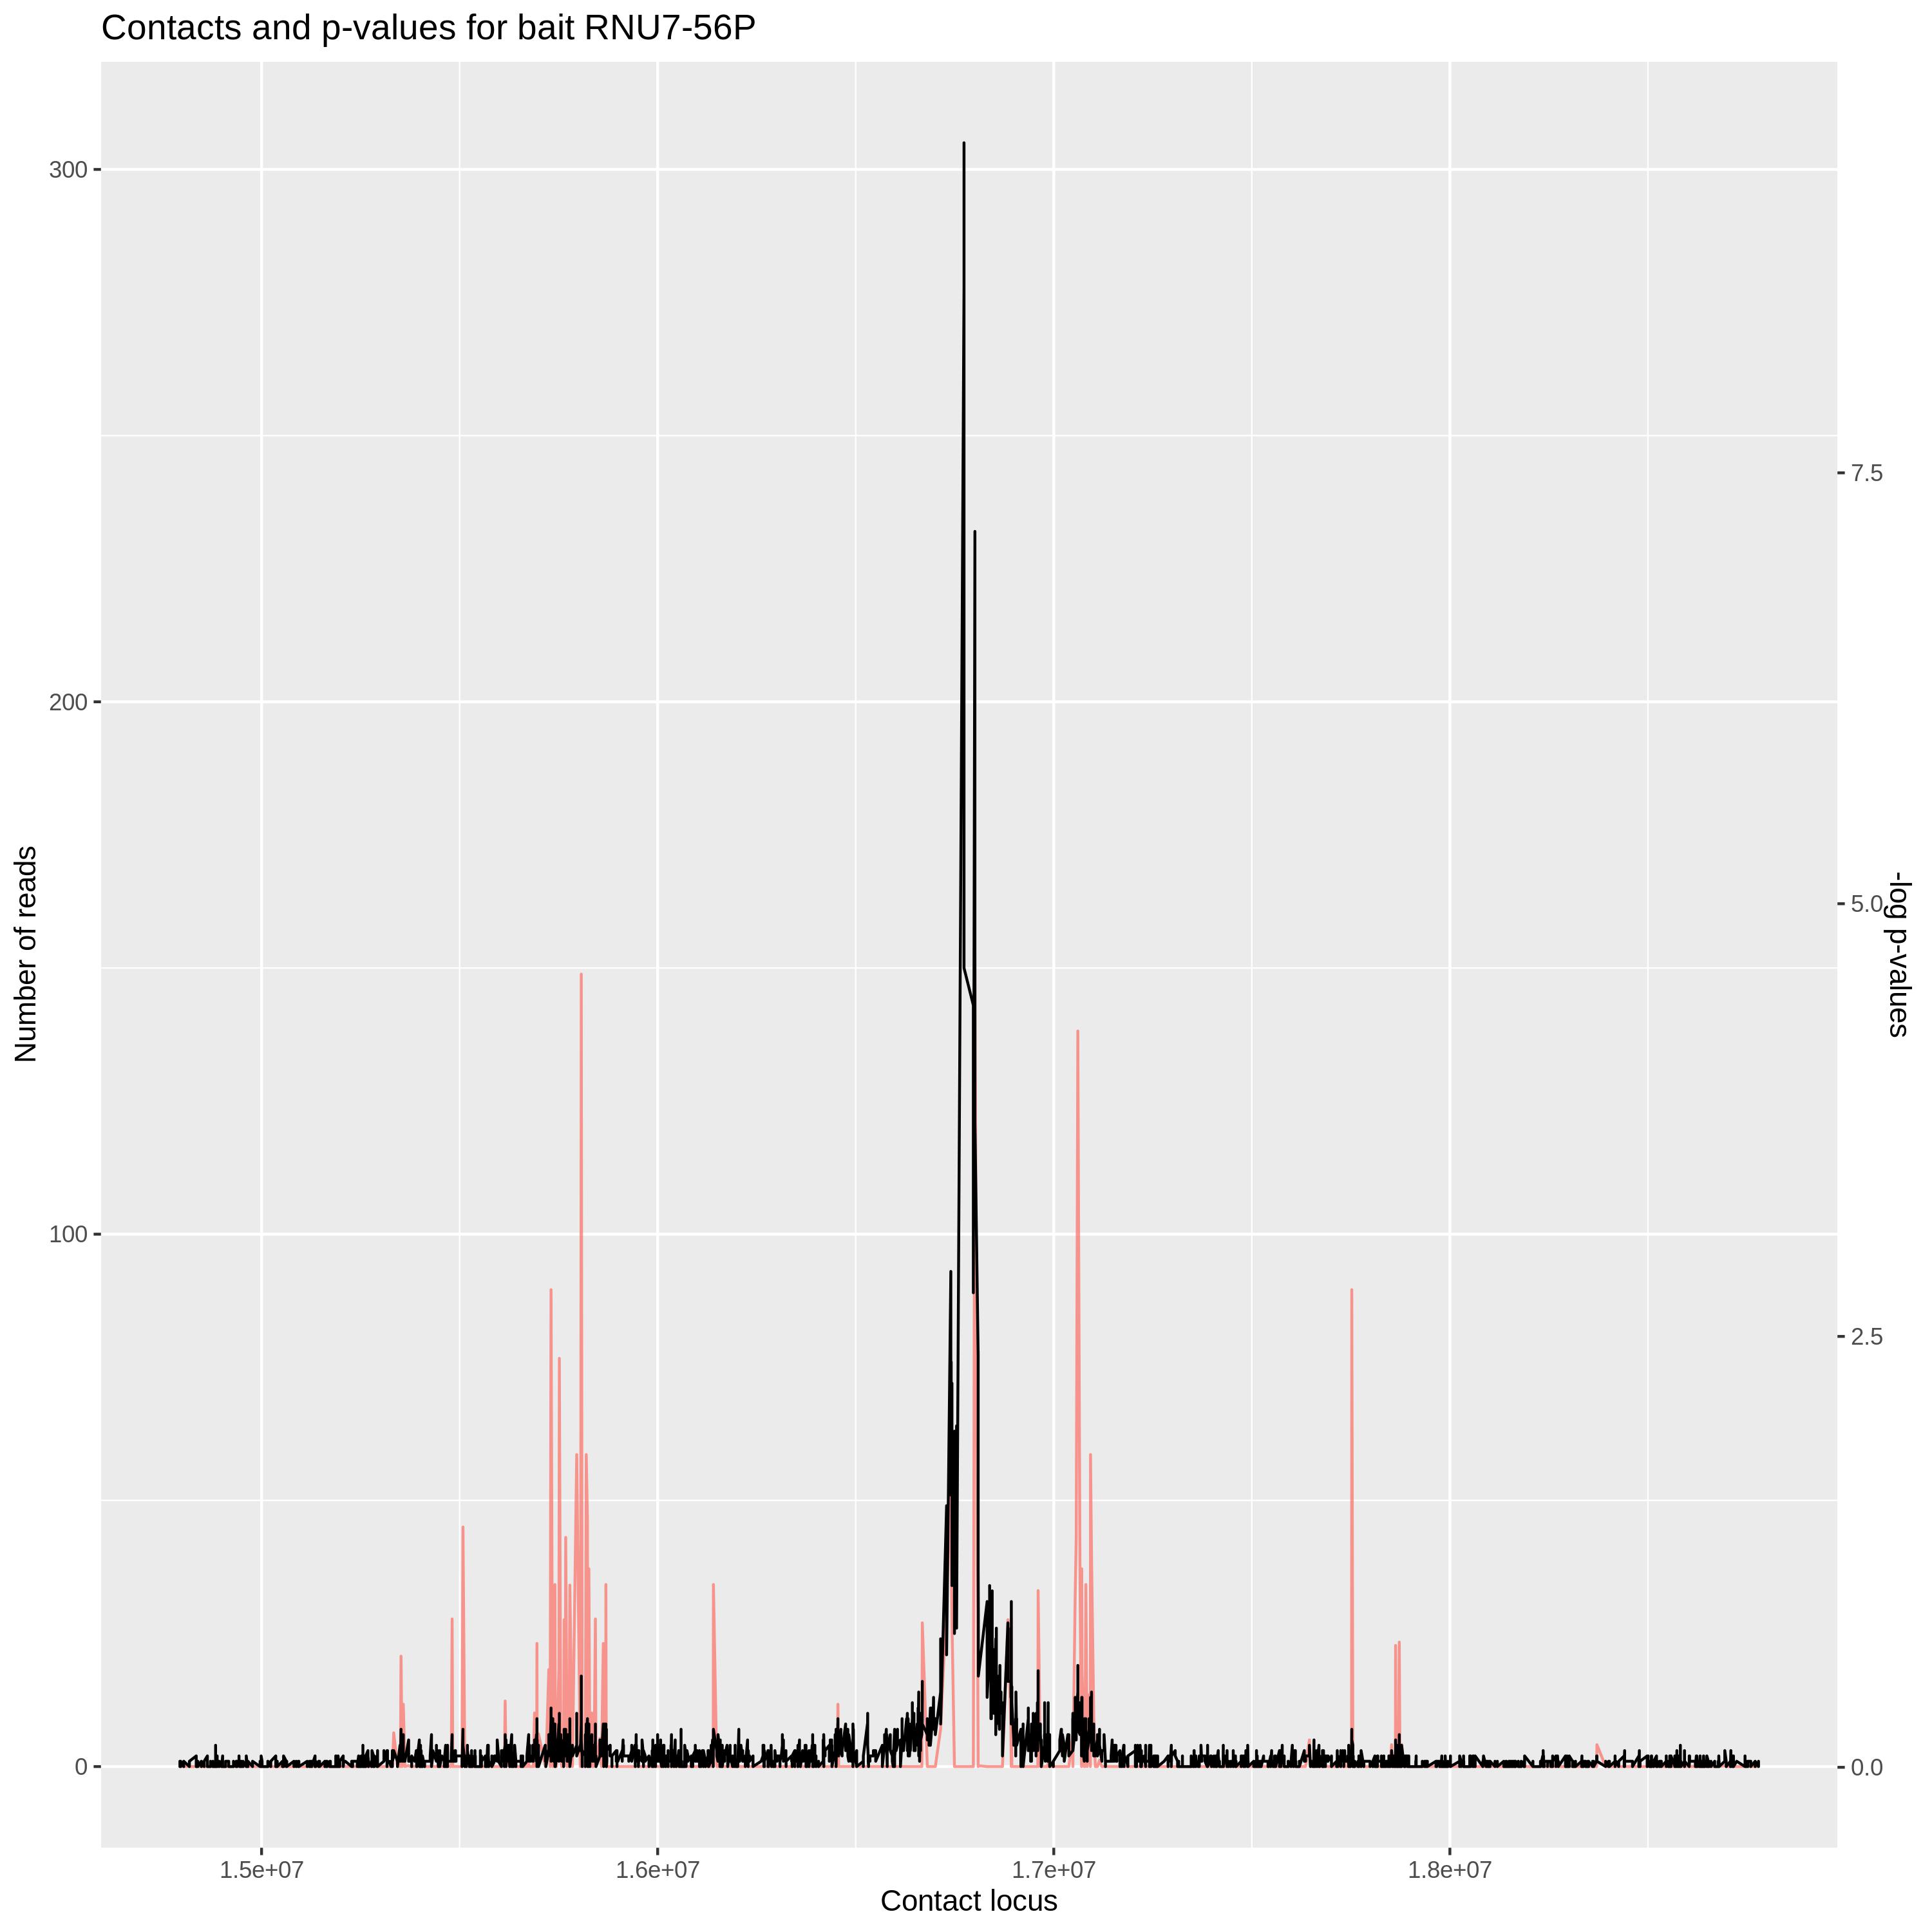 Contacts and p-values for bait RNU7-56P
300
200
100
0
Number of reads
7.5
5.0
2.5
0.0
-log p-values
1.5e+07
1.6e+07
1.7e+07
1.8e+07
Contact locus